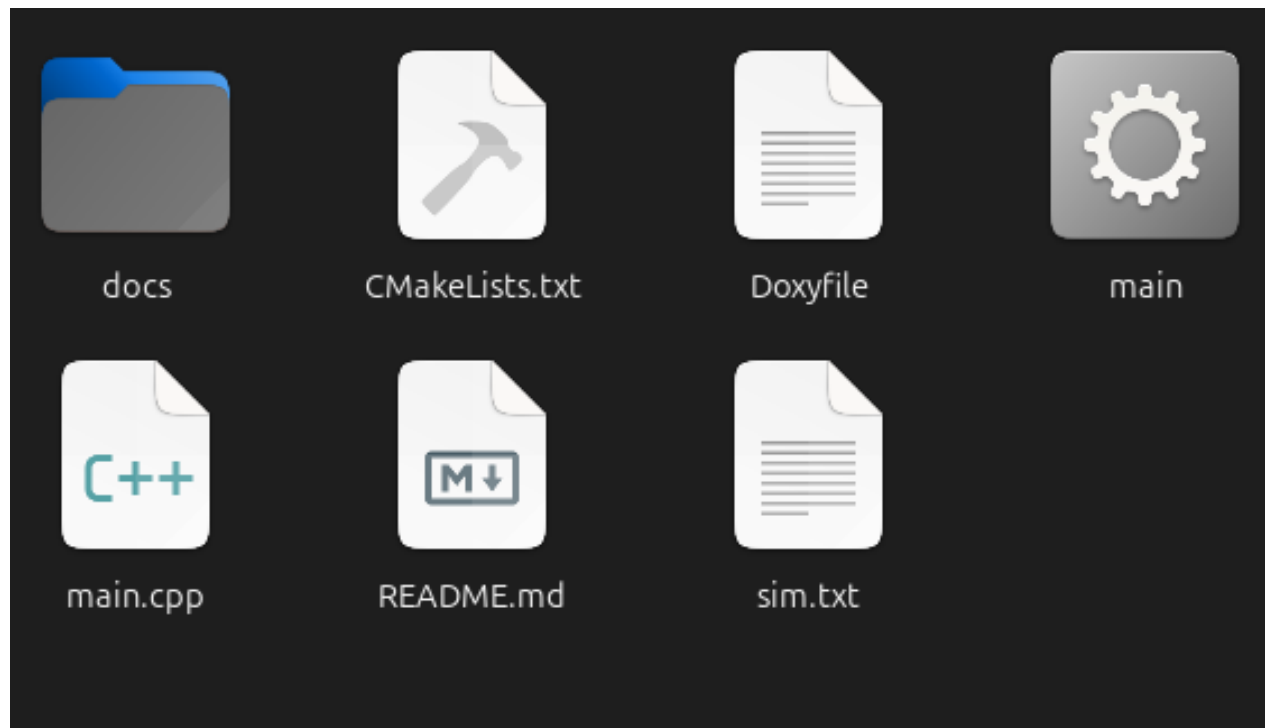 docs
CMakeLists.txt
Doxyfile
main
C++
M
main.cpp
README.md
sim.txt